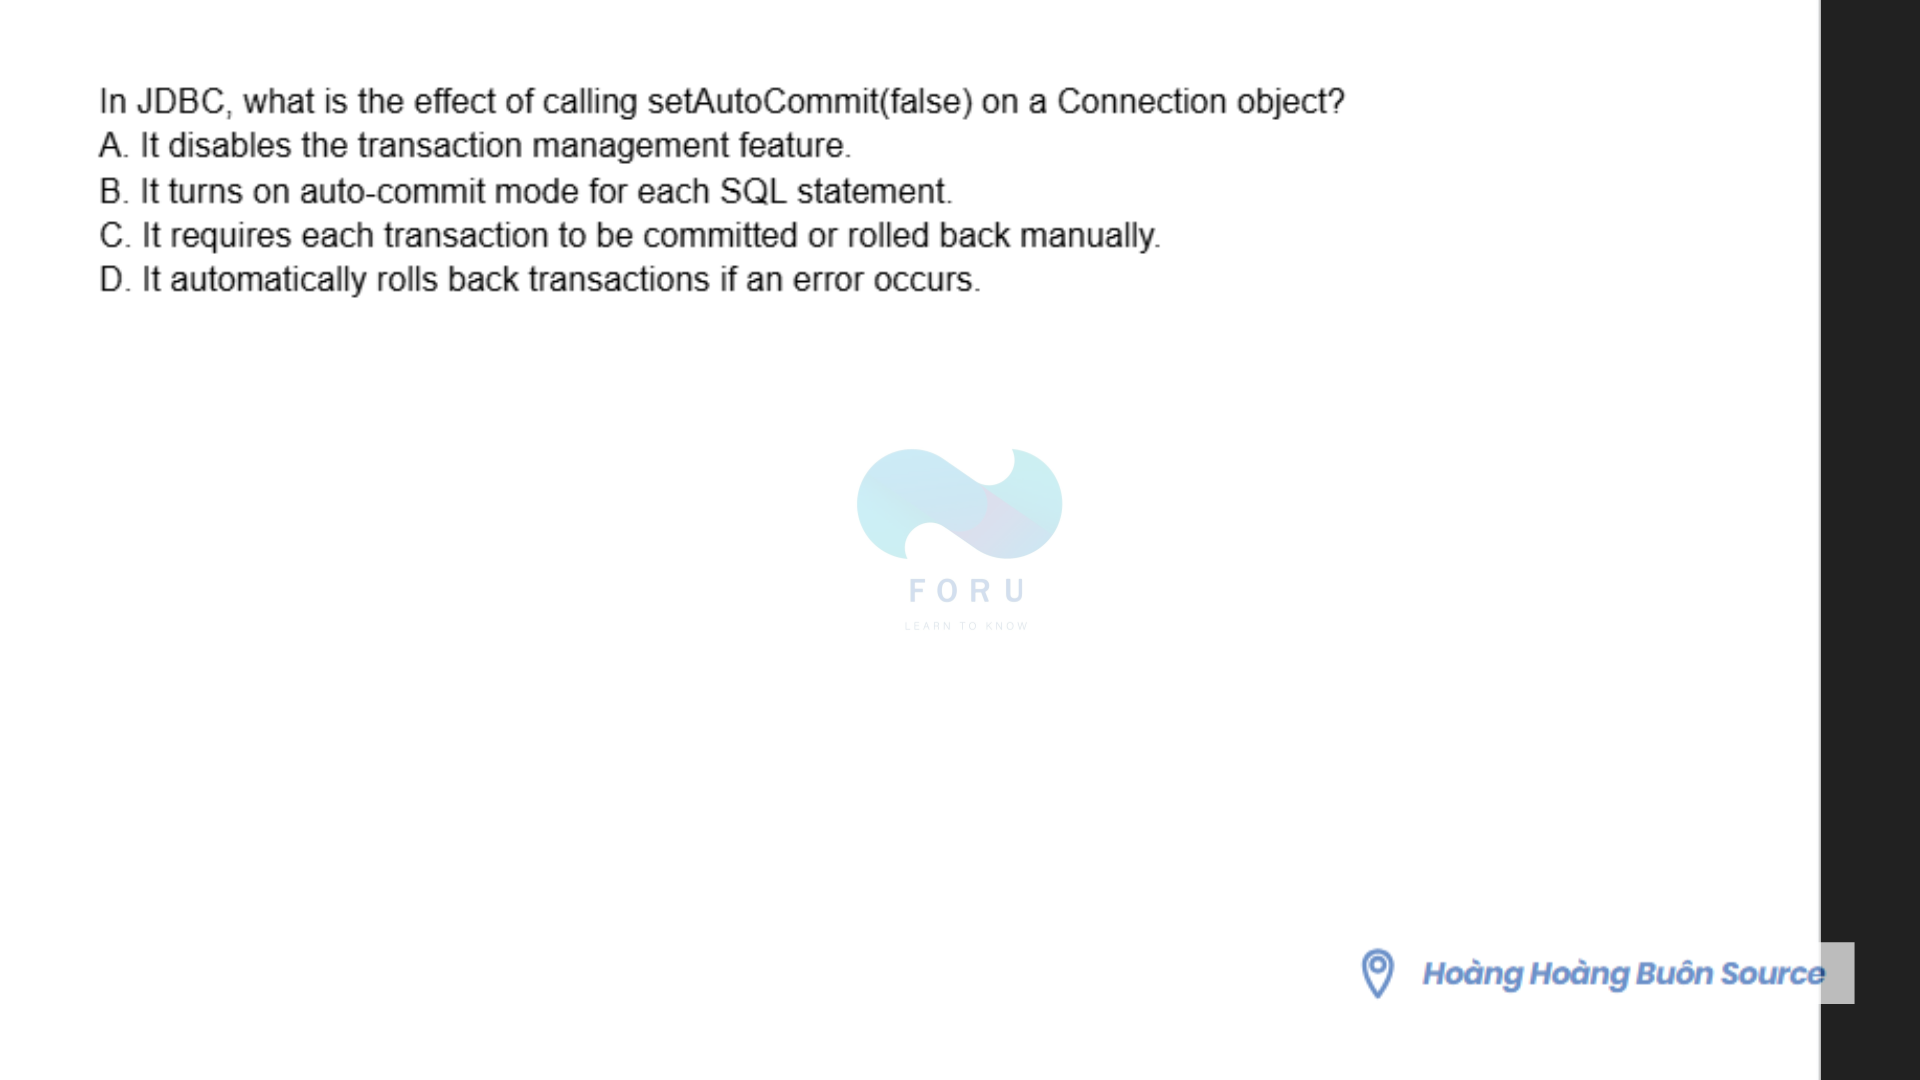 In JDBC, what is the effect of calling setAutoCommit(false) on a Connection object?
A. It disables the transaction management feature.
B. It turns on auto-commit mode for each SQL statement.
C. It requires each transaction to be committed or rolled back manually.
D. It automatically rolls back transactions if an error occurs.
FORU
LEARN TO KNOW
Hoàng Hoàng Buôn Source